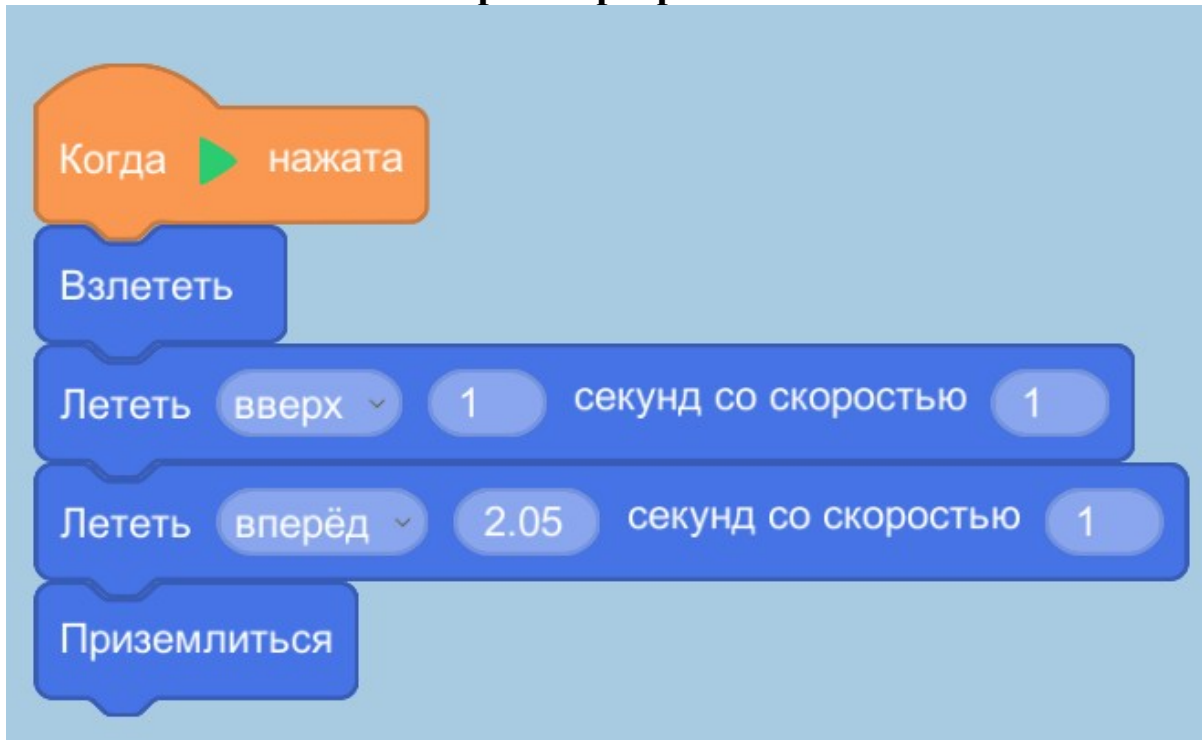 Когда нажата
Взлететь
Лететь вверх 1 секунд со скоростью 1
Лететь вперёд 2.05 секунд со скоростью 1
Приземлиться